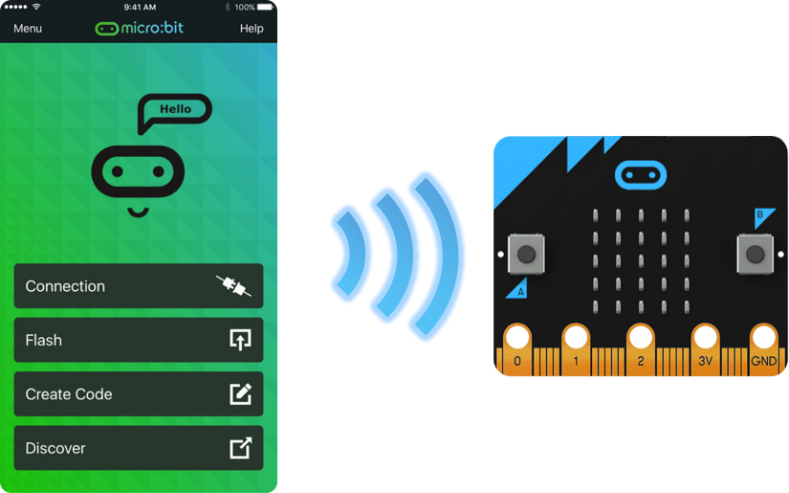 9:41 AM
100%
Menu
micro:bit
Help
Hello
Connection
Flash
Create Code
Discover
B
A
0 1 2 3V GND